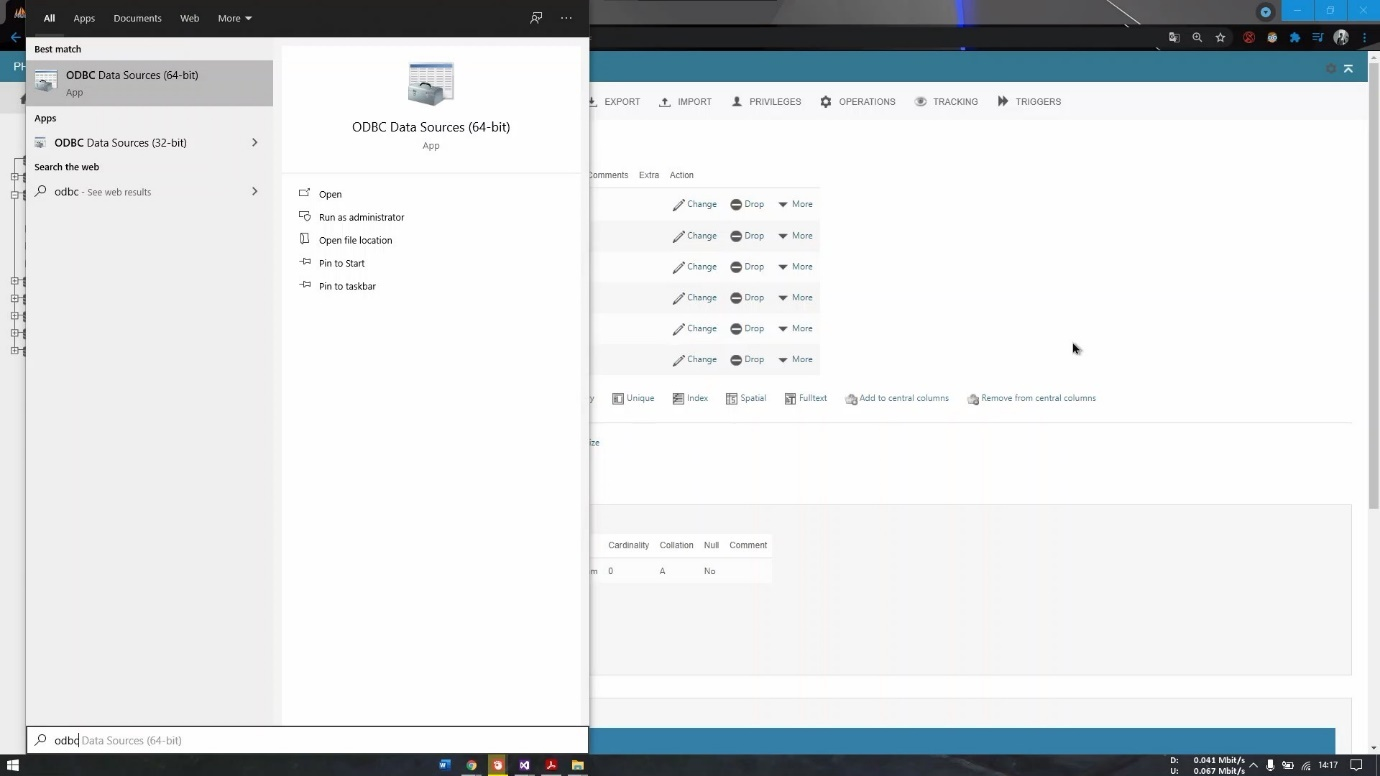 All Apps Documents Web More
Best match
PH
ODBC Data Sources (64-bit)
App
Apps
ODBC Data Sources (32-bit)
Search the web
odbc - See web results
ODBC Data Sources (64-bit)
App
Open
Run as administrator
Open file location
Pin to Start
Pin to taskbar
EXPORT IMPORT PRIVILEGES OPERATIONS TRACKING TRIGGERS
Comments Extra Action
Change Drop More
Change Drop More
Change Drop More
Change Drop More
Change Drop More
Change Drop More
y Unique Index Spatial Fulltext Add to central columns Remove from central columns
ize
Cardinality Collation Null Comment
m 0 A No
odbc Data Sources (64-bit)
D: 0.041 Mbit/s
U: 0.067 Mbit/s
14:17